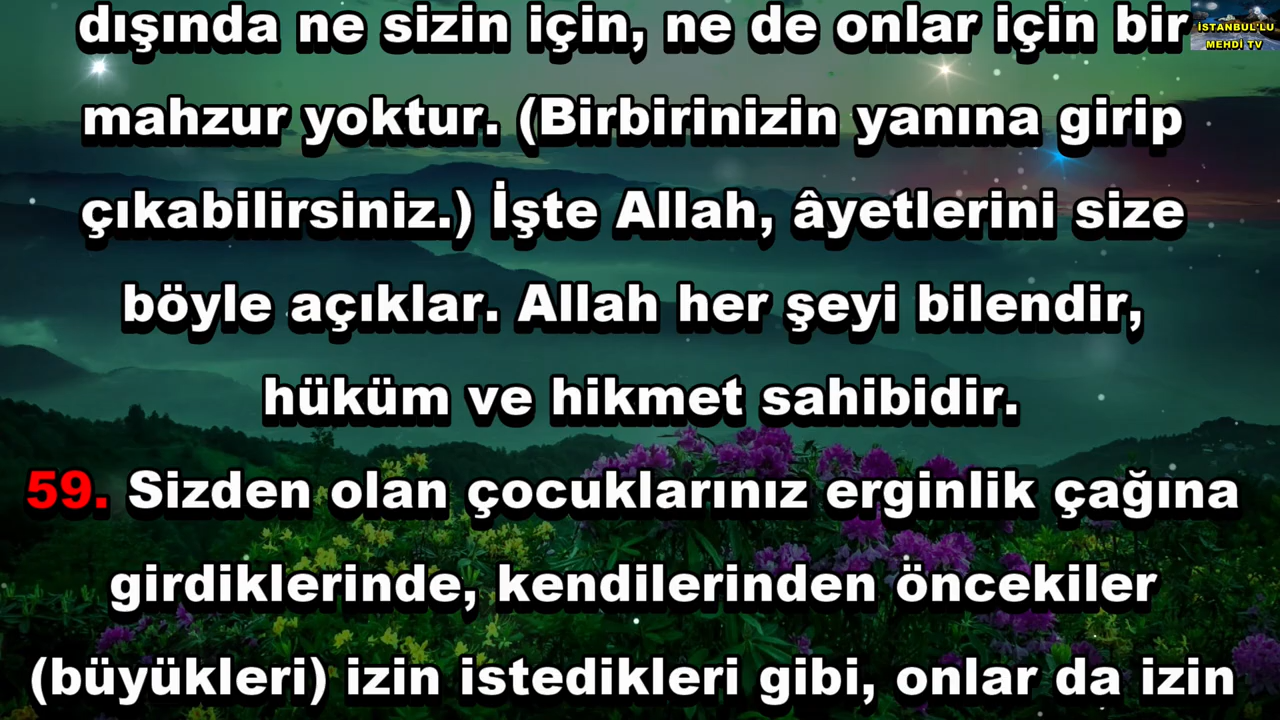 dışında ne sizin için, ne de onlar için bir
İSTANBUL'LU
MEHDİ TV
mahzur yoktur. (Birbirinizin yanına girip
çıkabilirsiniz.) İşte Allah, âyetlerini size
böyle açıklar. Allah her şeyi bilendir,
hüküm ve hikmet sahibidir.
59. Sizden olan çocuklarınız erginlik çağına
girdiklerinde, kendilerinden öncekiler
(büyükleri) izin istedikleri gibi, onlar da izin